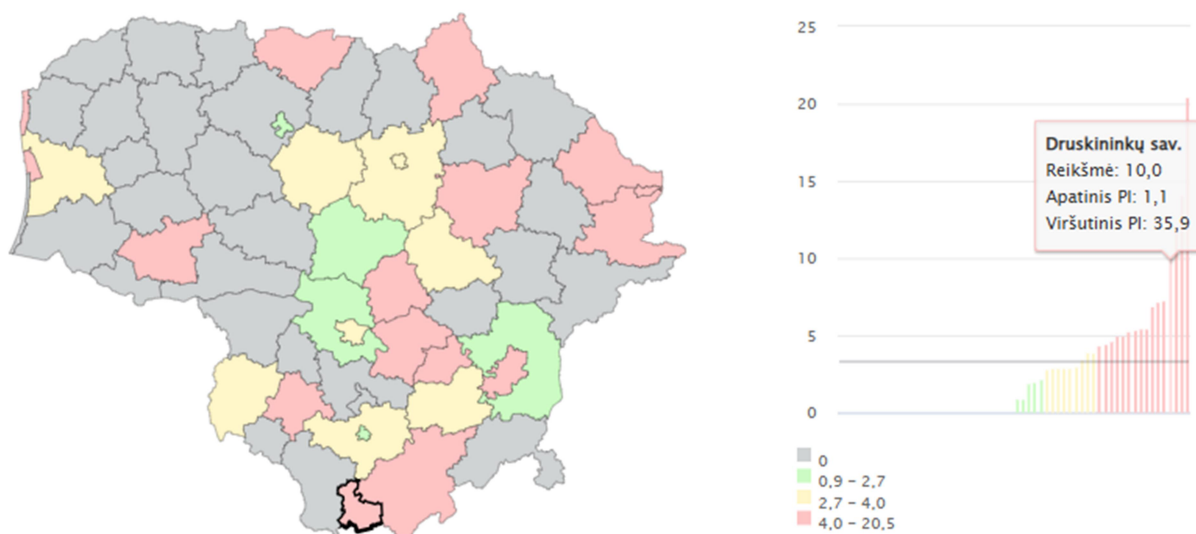 25
20
15
10
5
0
Druskininkų sav.
Reikšmė: 10,0
Apatinis PI: 1,1
Viršutinis PI: 35,9
0
0,9 – 2,7
2,7 – 4,0
4,0 – 20,5